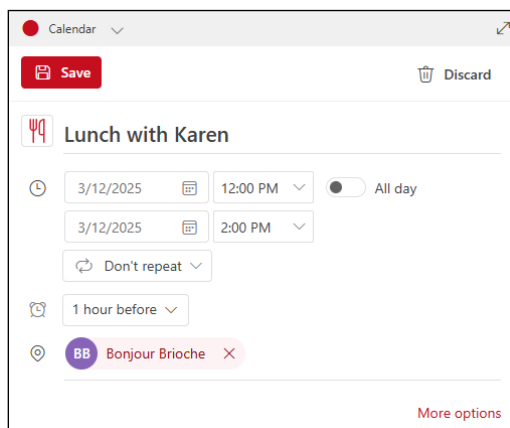 Calendar
Save
Discard
Lunch with Karen
3/12/2025 12:00 PM All day
3/12/2025 2:00 PM
Don't repeat
1 hour before
BB Bonjour Brioche
More options